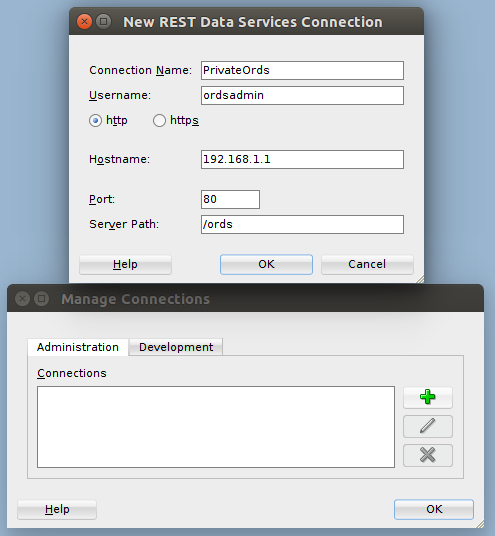 New REST Data Services Connection
Connection Name: PrivateOrds
Username: ordsadmin
http https
Hostname: 192.168.1.1
Port: 80
Server Path: /ords
Help OK Cancel
Manage Connections
Administration Development
Connections
Help OK